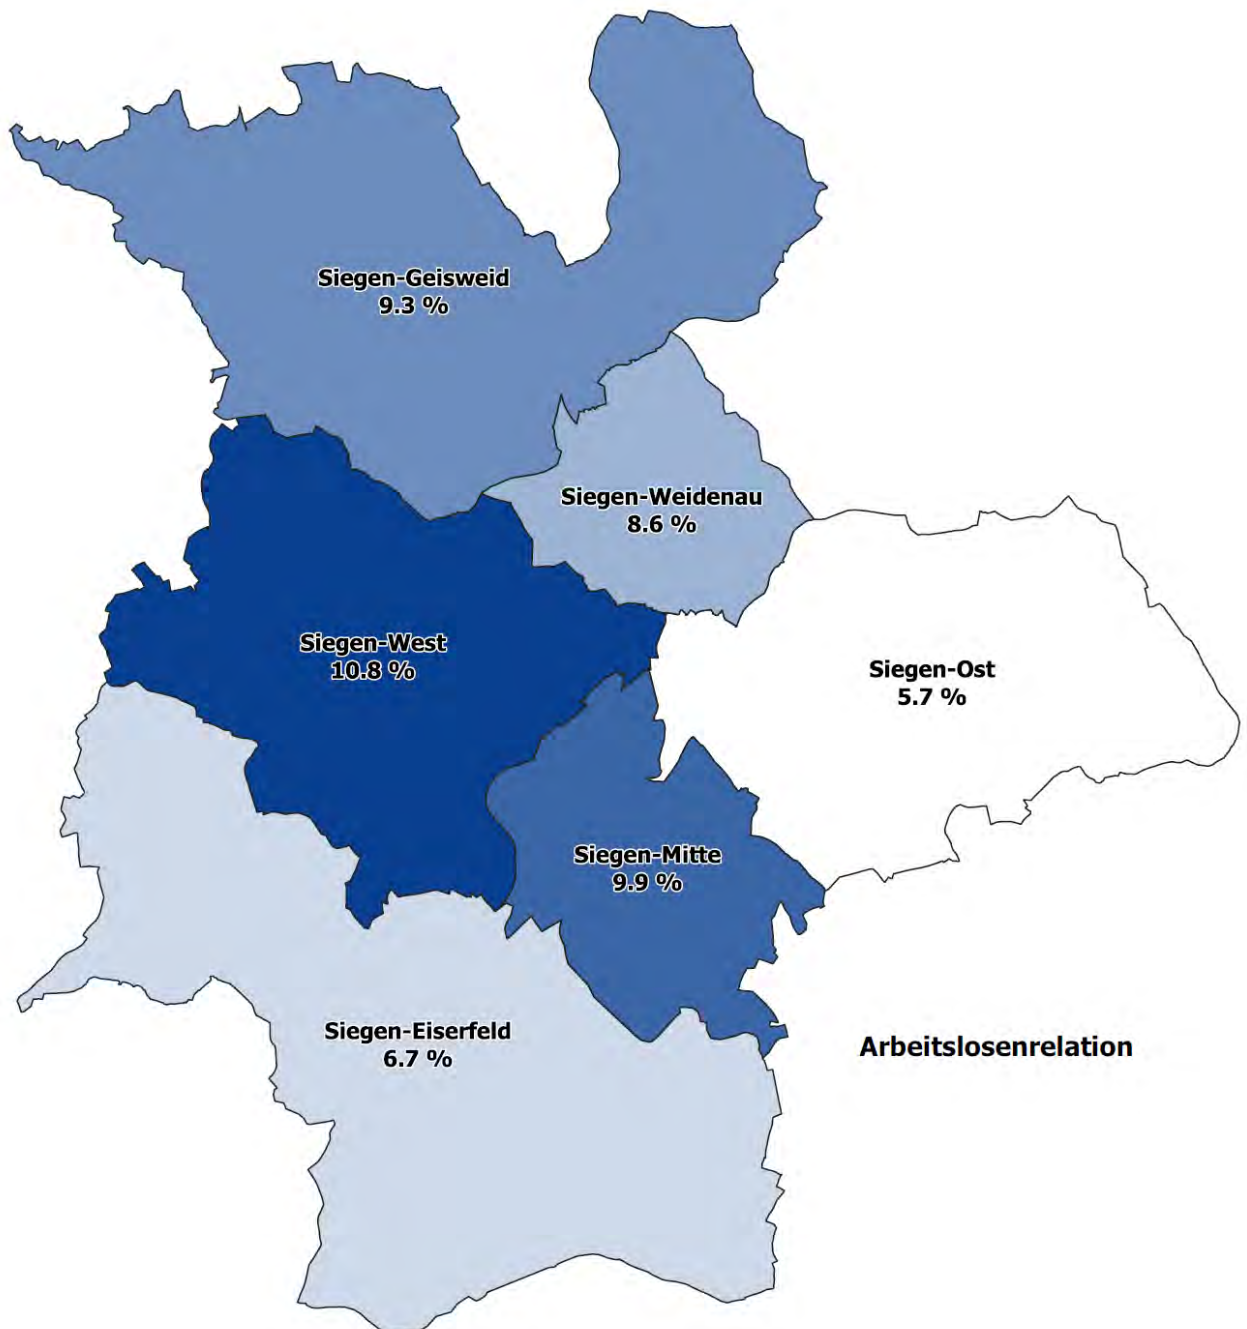 Siegen-Geisweid
9.3 %
Siegen-Weidenau
8.6 %
Siegen-West
10.8 %
Siegen-Ost
5.7 %
Siegen-Mitte
9.9 %
Siegen-Eiserfeld
6.7 %
Arbeitslosenrelation